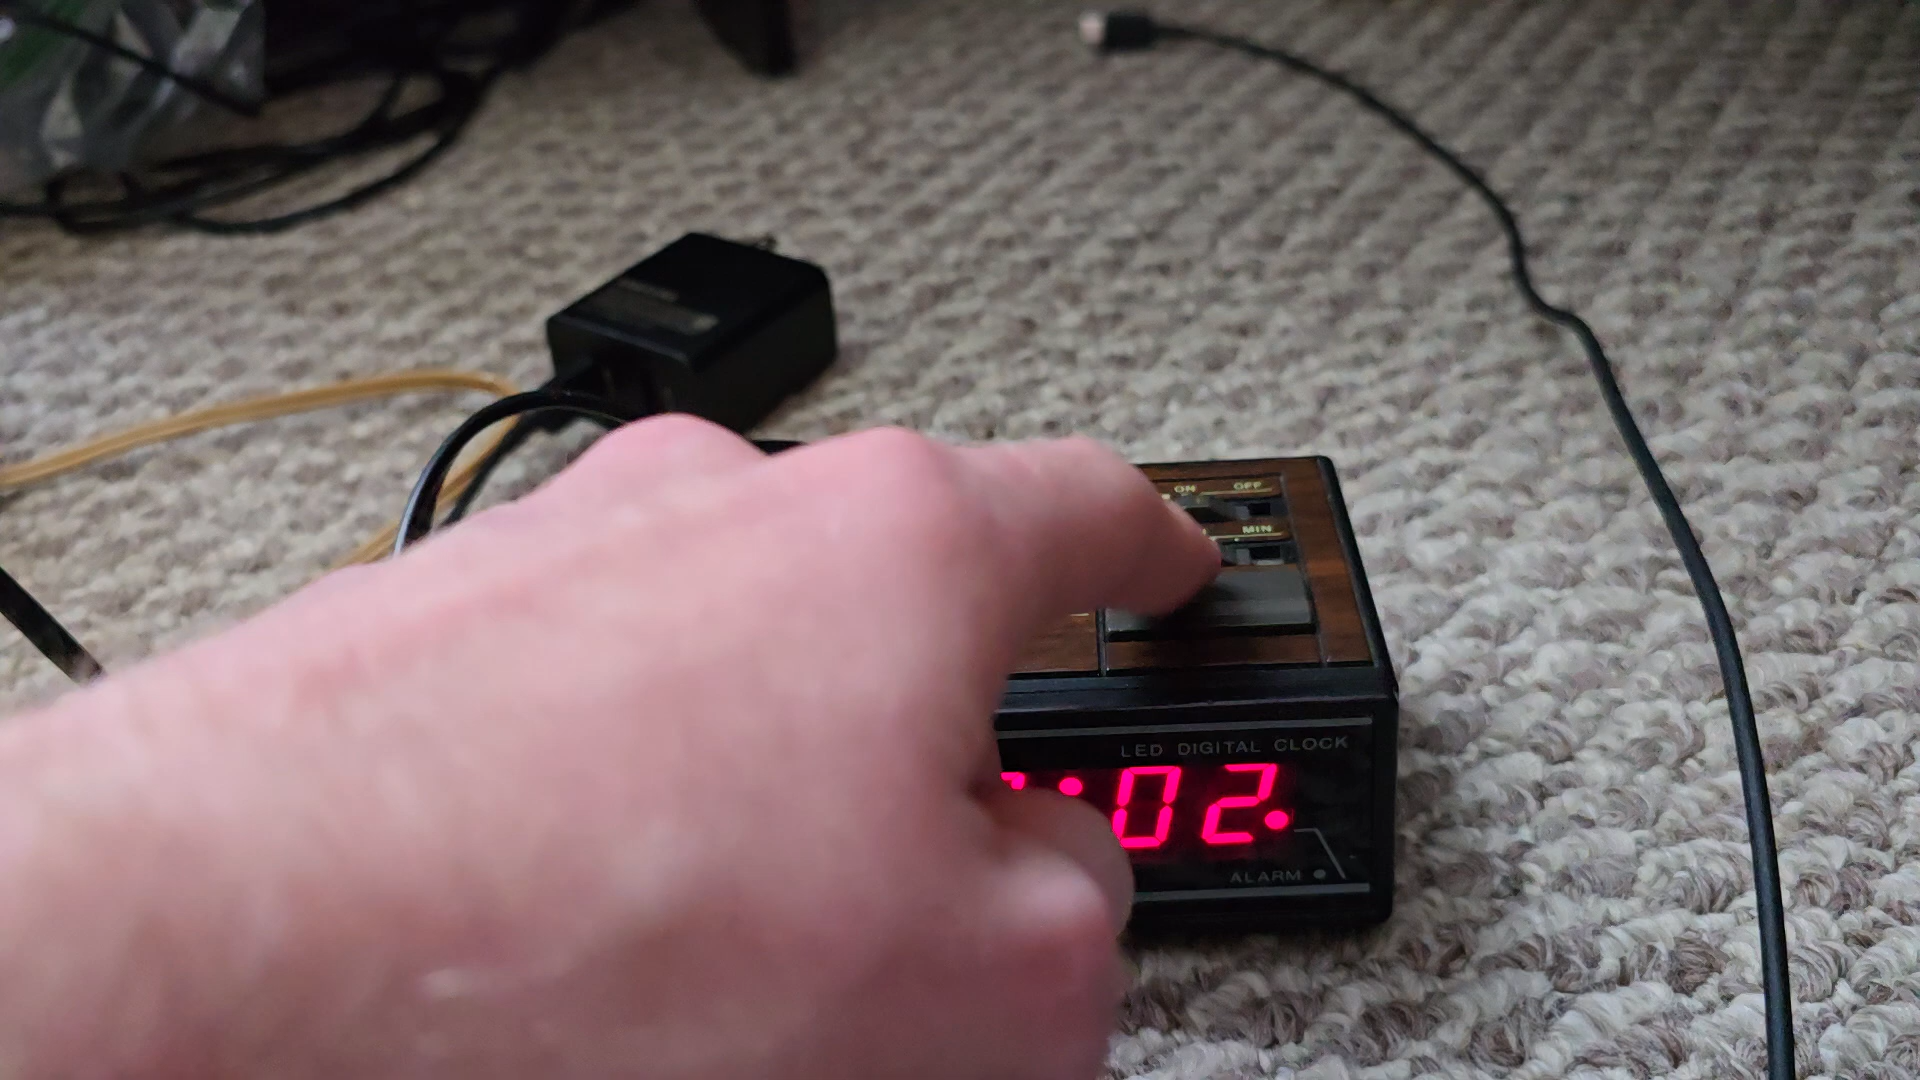 ON OFF
MIN
LED DIGITAL CLOCK
:02.
ALARM